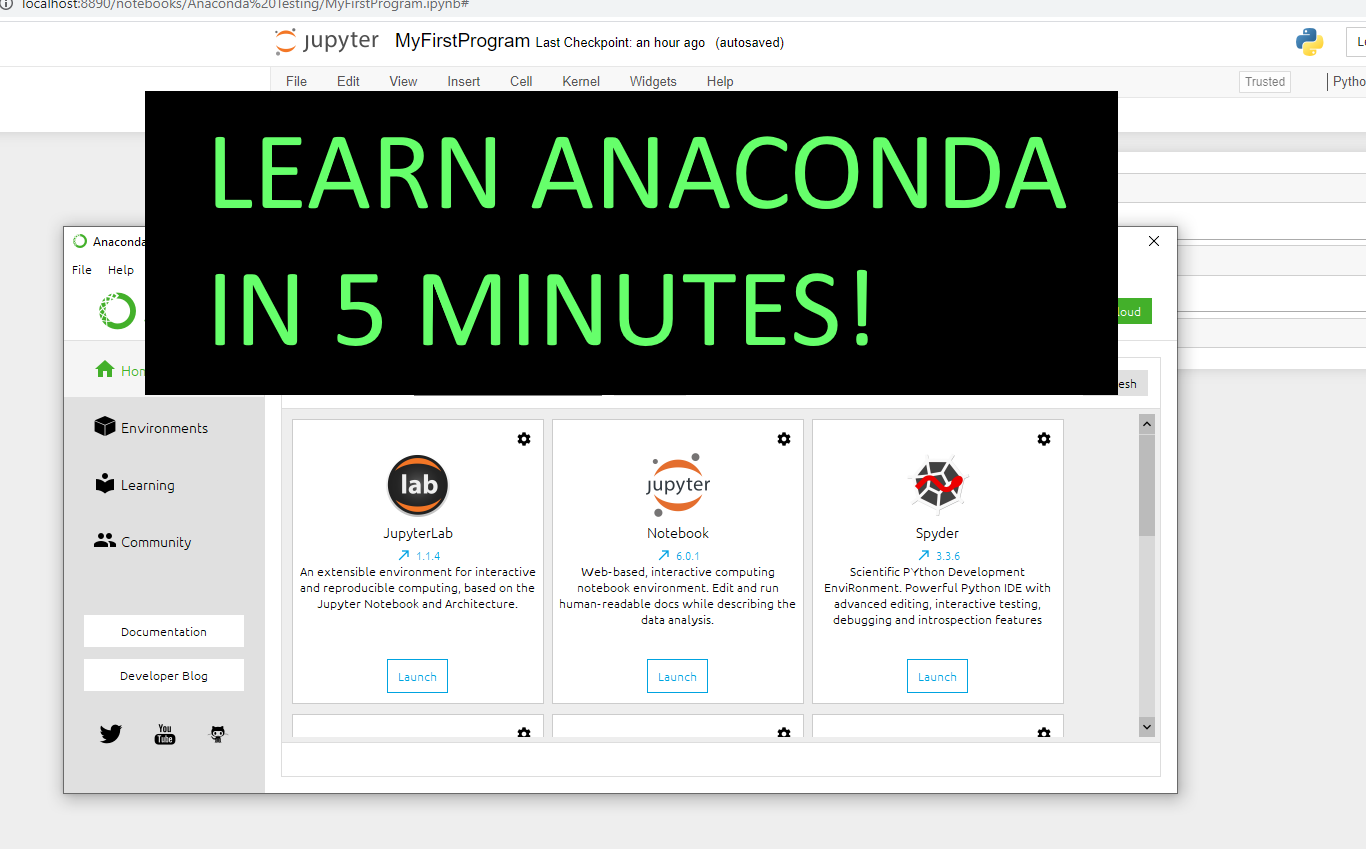 localhost:8890/notebooks/Anaconda%20Testing/MyFirstProgram.ipynb#
jupyter MyFirstProgram Last Checkpoint: an hour ago (autosaved)
File Edit View Insert Cell Kernel Widgets Help Trusted
LEARN ANACONDA
IN 5 MINUTES!
Anaconda
File Help
Environments
Learning
Community
Documentation
Developer Blog
You
Tube
lab
JupyterLab
1.1.4
An extensible environment for interactive
and reproducible computing, based on the
Jupyter Notebook and Architecture.
Launch
jupyter
Notebook
6.0.1
Web-based, interactive computing
notebook environment. Edit and run
human-readable docs while describing the
data analysis.
Launch
Spyder
3.3.6
Scientific PYthon Development
EnviRonment. Powerful Python IDE with
advanced editing, interactive testing,
debugging and introspection features
Launch